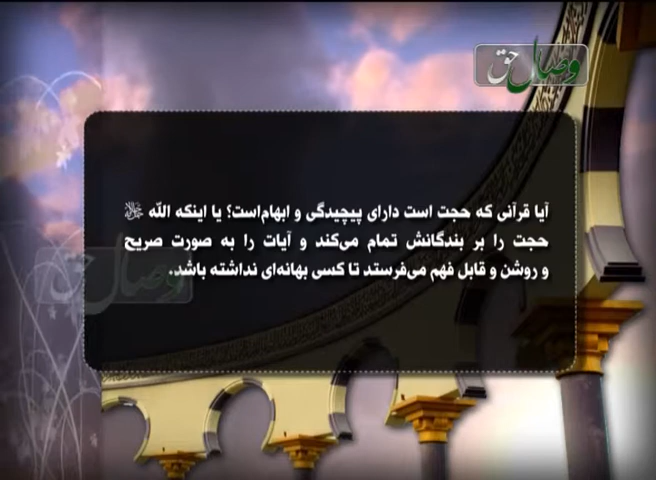 وصال حق
آیا قرآنی که حجت است دارای پیچیدگی و ابهام‌است؟ یا اینکه الله ﷻ
حجت را بر بندگانش تمام می‌کند و آیات را به صورت صریح
و روشن و قابل فهم می‌فرستد تا کسی بهانه‌ای نداشته باشد.
وصال حق